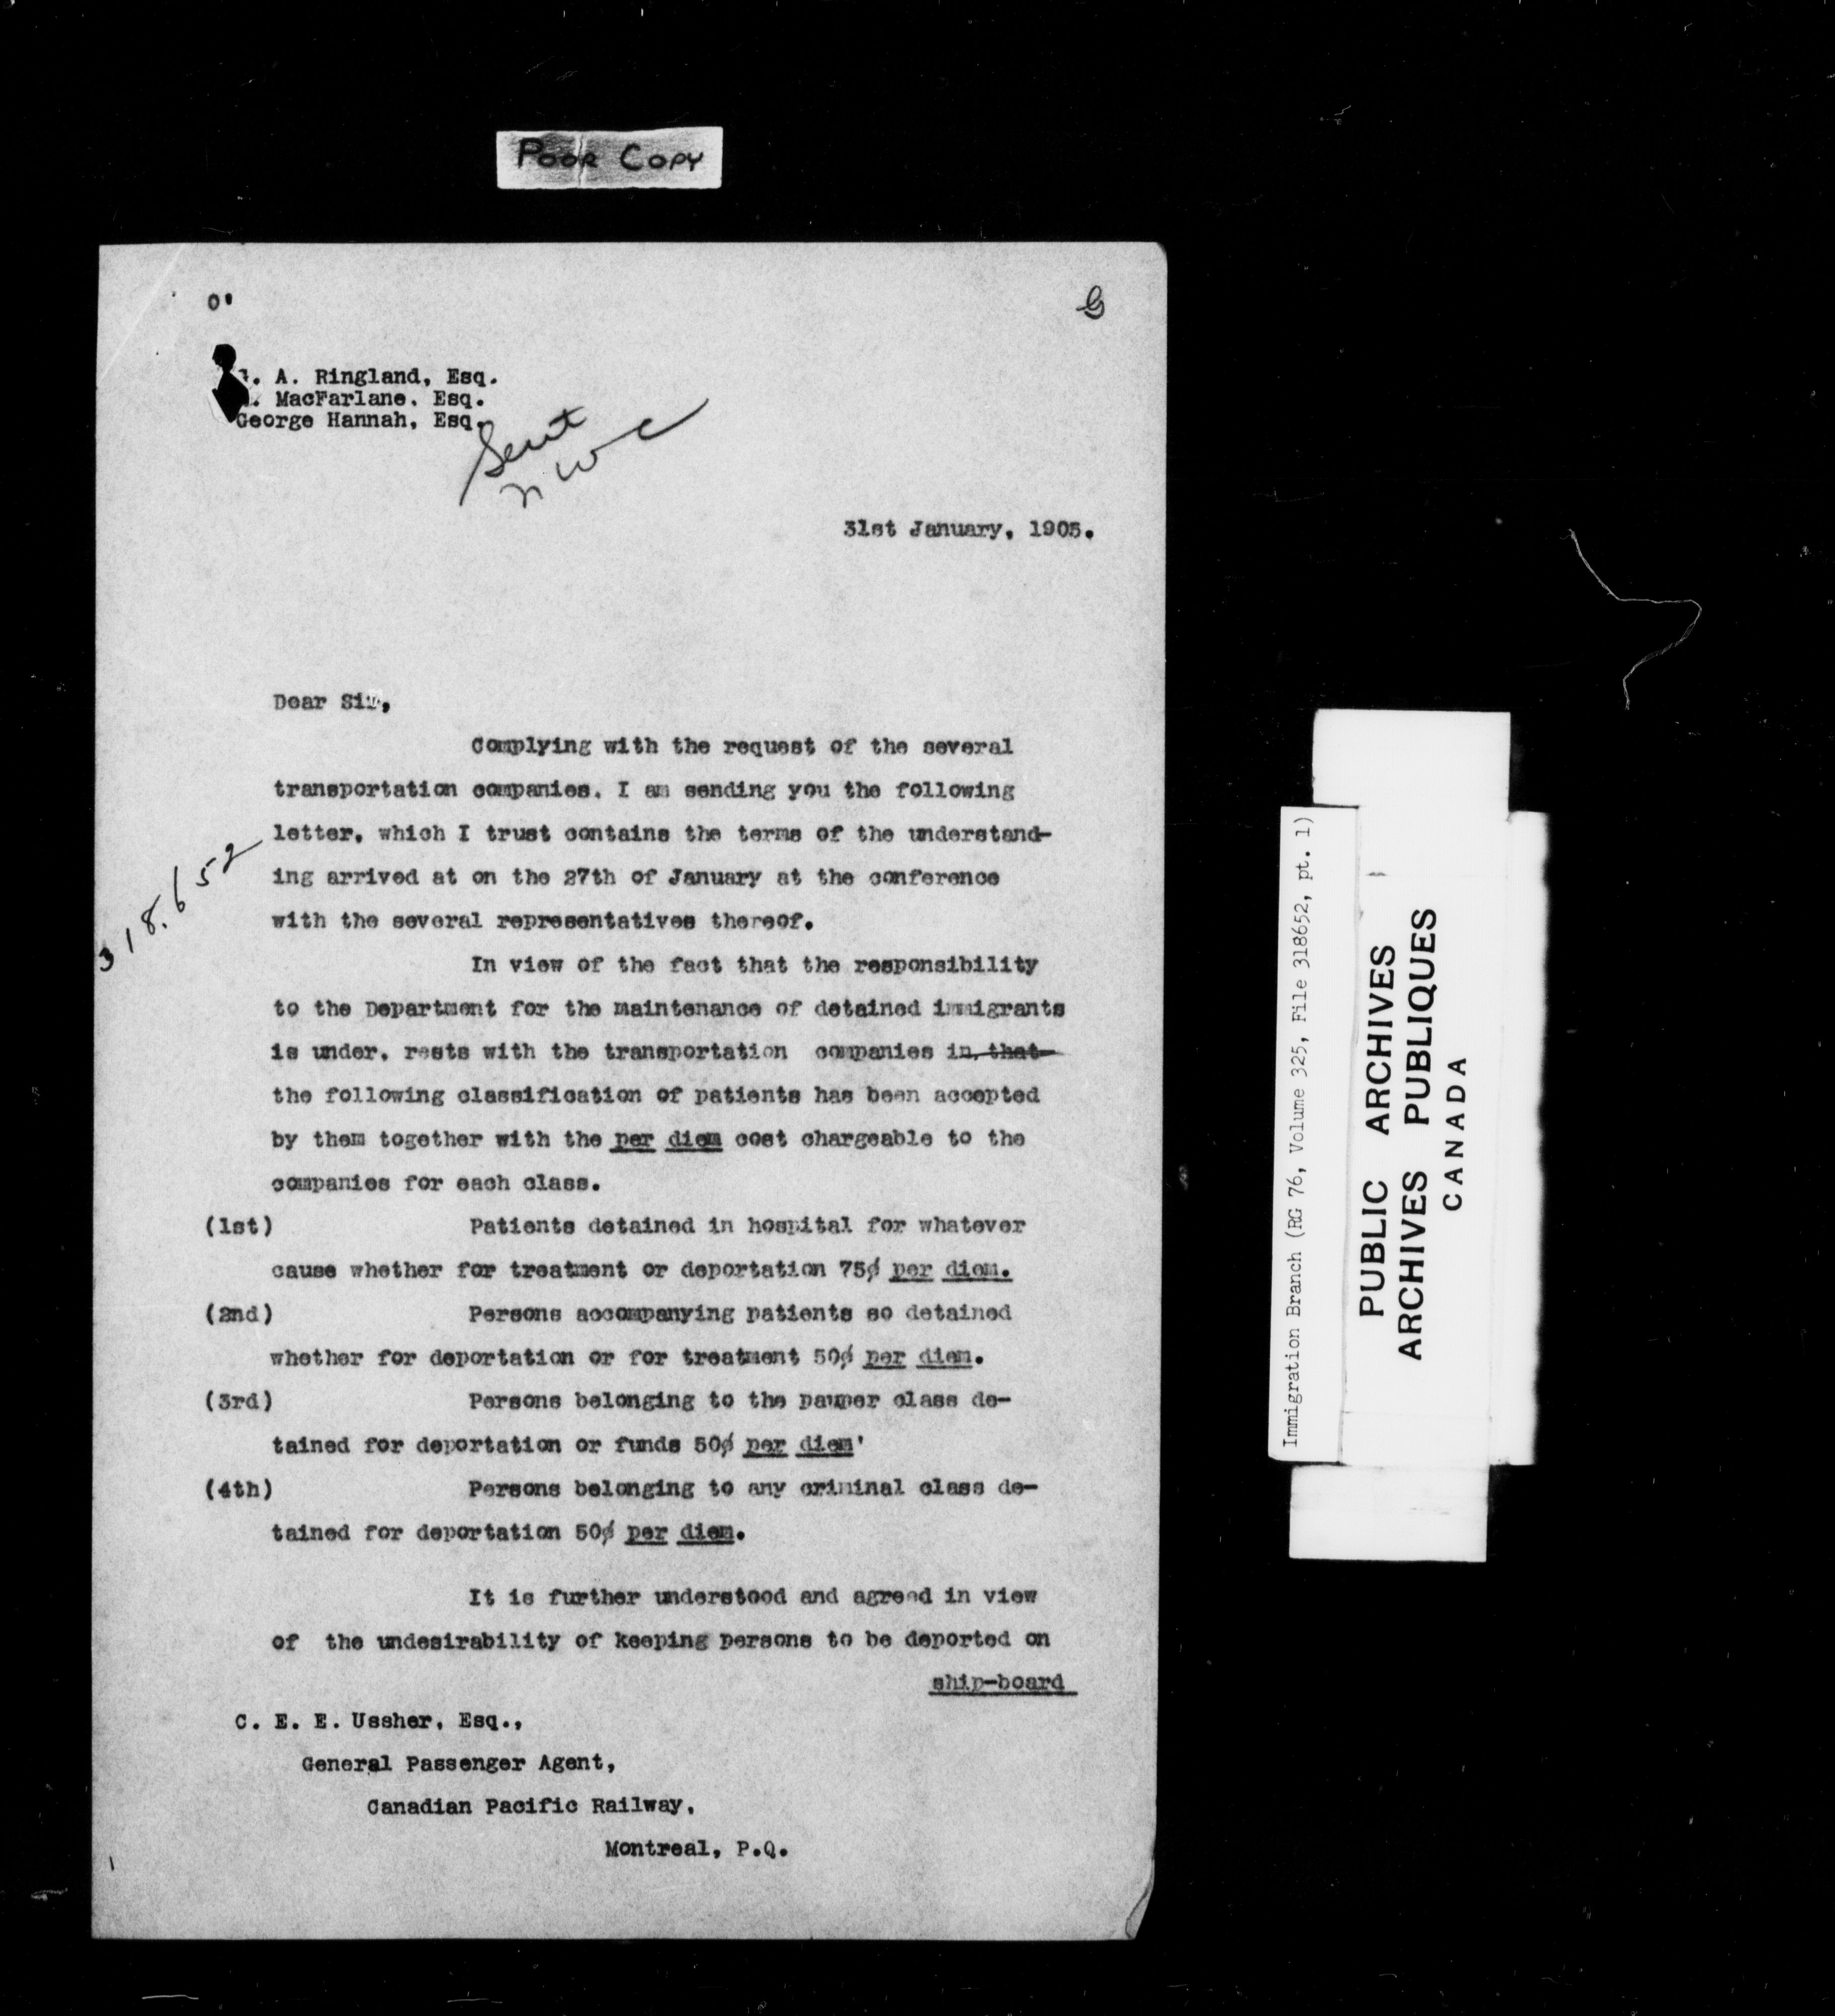 POOR COPY
A. Ringland, Esq.
MacFarlane, Esq.
George Hannah, Esq.
Sent
31st January, 1905.
Dear Sir,
Complying with the request of the several
transportation companies, I am sending you the following
letter, which I trust contains the terms of the understand-
ing arrived at on the 27th of January at the conference
with the several representatives thereof.
318.652
In view of the fact that the responsibility
to the Department for the maintenance of detained immigrants
is under, rests with the transportation companies in that
the following classification of patients has been accepted
by them together with the per diem cost chargeable to the
companies for each class.
(1st) Patients detained in hospital for whatever
cause whether for treatment or deportation 75¢ per diem.
(2nd) Persons accompanying patients so detained
whether for deportation or for treatment 50¢ per diem.
(3rd) Persons belonging to the pauper class de-
tained for deportation or funds 50¢ per diem'
(4th) Persons belonging to any criminal class de-
tained for deportation 50¢ per diem.
It is further understood and agreed in view
of the undesirability of keeping persons to be deported on
ship-board
C. E. E. Ussher, Esq.,
General Passenger Agent,
Canadian Pacific Railway,
Montreal, P.Q.
Immigration Branch (RG 76, Volume 325, File 318652, pt. 1)
PUBLIC ARCHIVES
ARCHIVES PUBLIQUES
CANADA